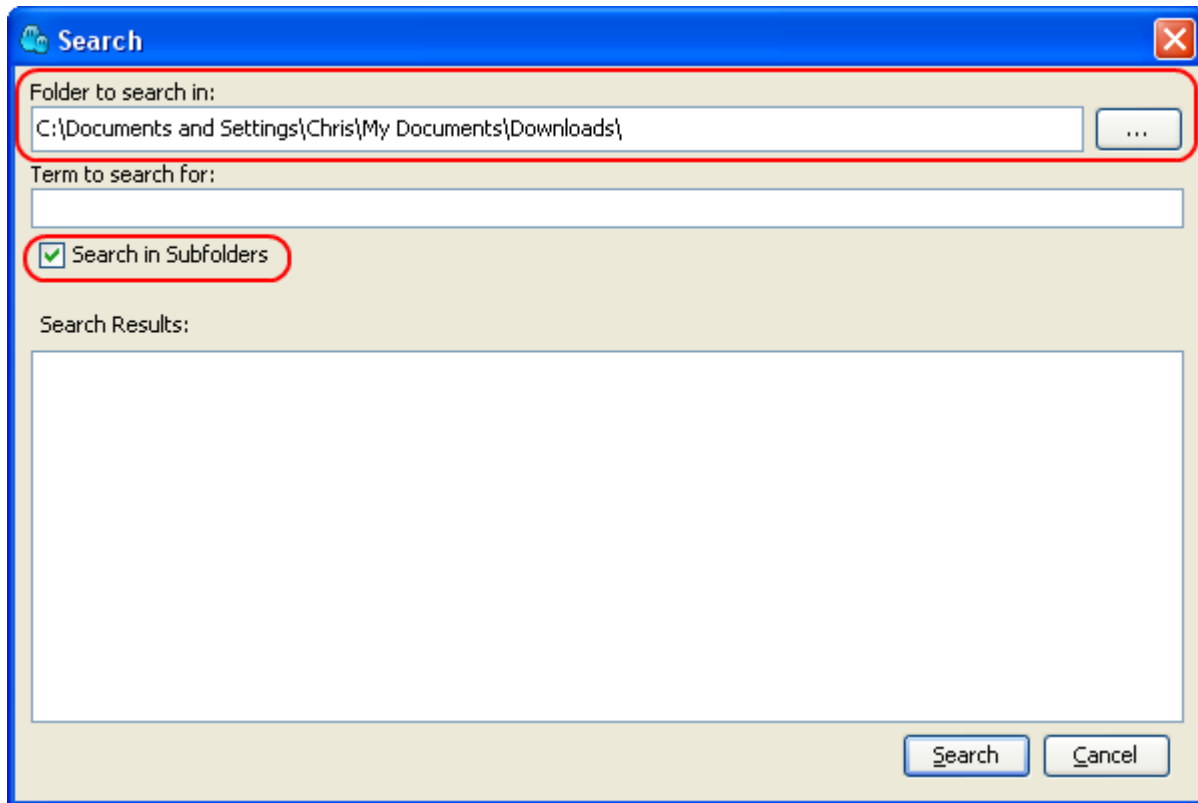 Search
Folder to search in:
C:\Documents and Settings\Chris\My Documents\Downloads\
...
Term to search for:
Search in Subfolders
Search Results:
Search
Cancel